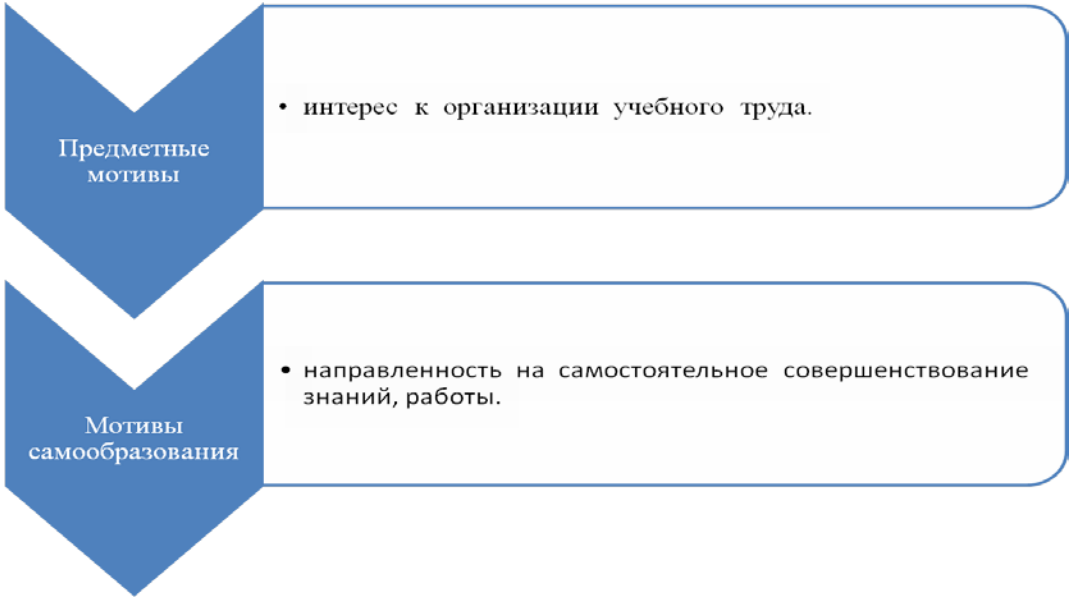 Предметные
мотивы
• интерес к организации учебного труда.
Мотивы
самообразования
• направленность на самостоятельное совершенствование
знаний, работы.